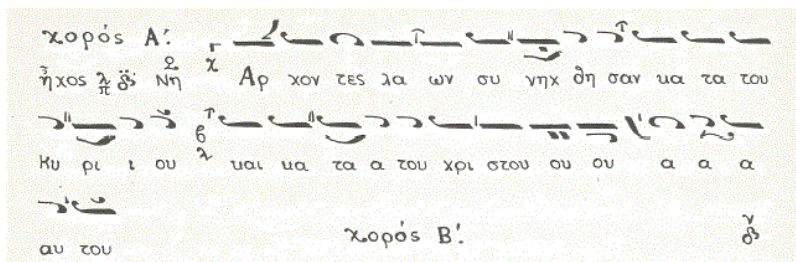 χορός Α'.
ἦχος λ π δ̈ Νη Αρ χον τες λα ων συ νηχ θη σαν κα τα του
Κυ ρι ι ου και κα τα α του χρι στου ου ου α α α
αυ του
χορός Β'.